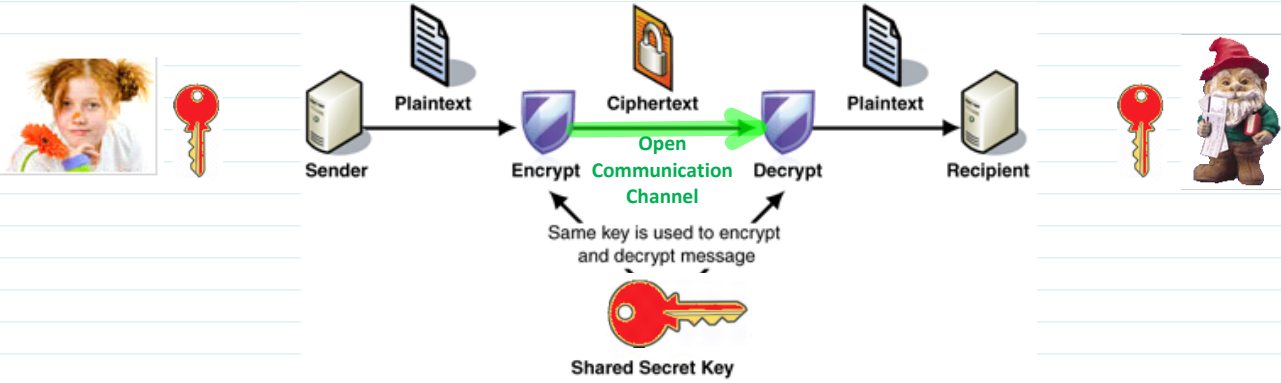 Plaintext
Ciphertext
Plaintext
Sender
Encrypt
Open
Communication
Channel
Decrypt
Recipient
Same key is used to encrypt
and decrypt message
Shared Secret Key